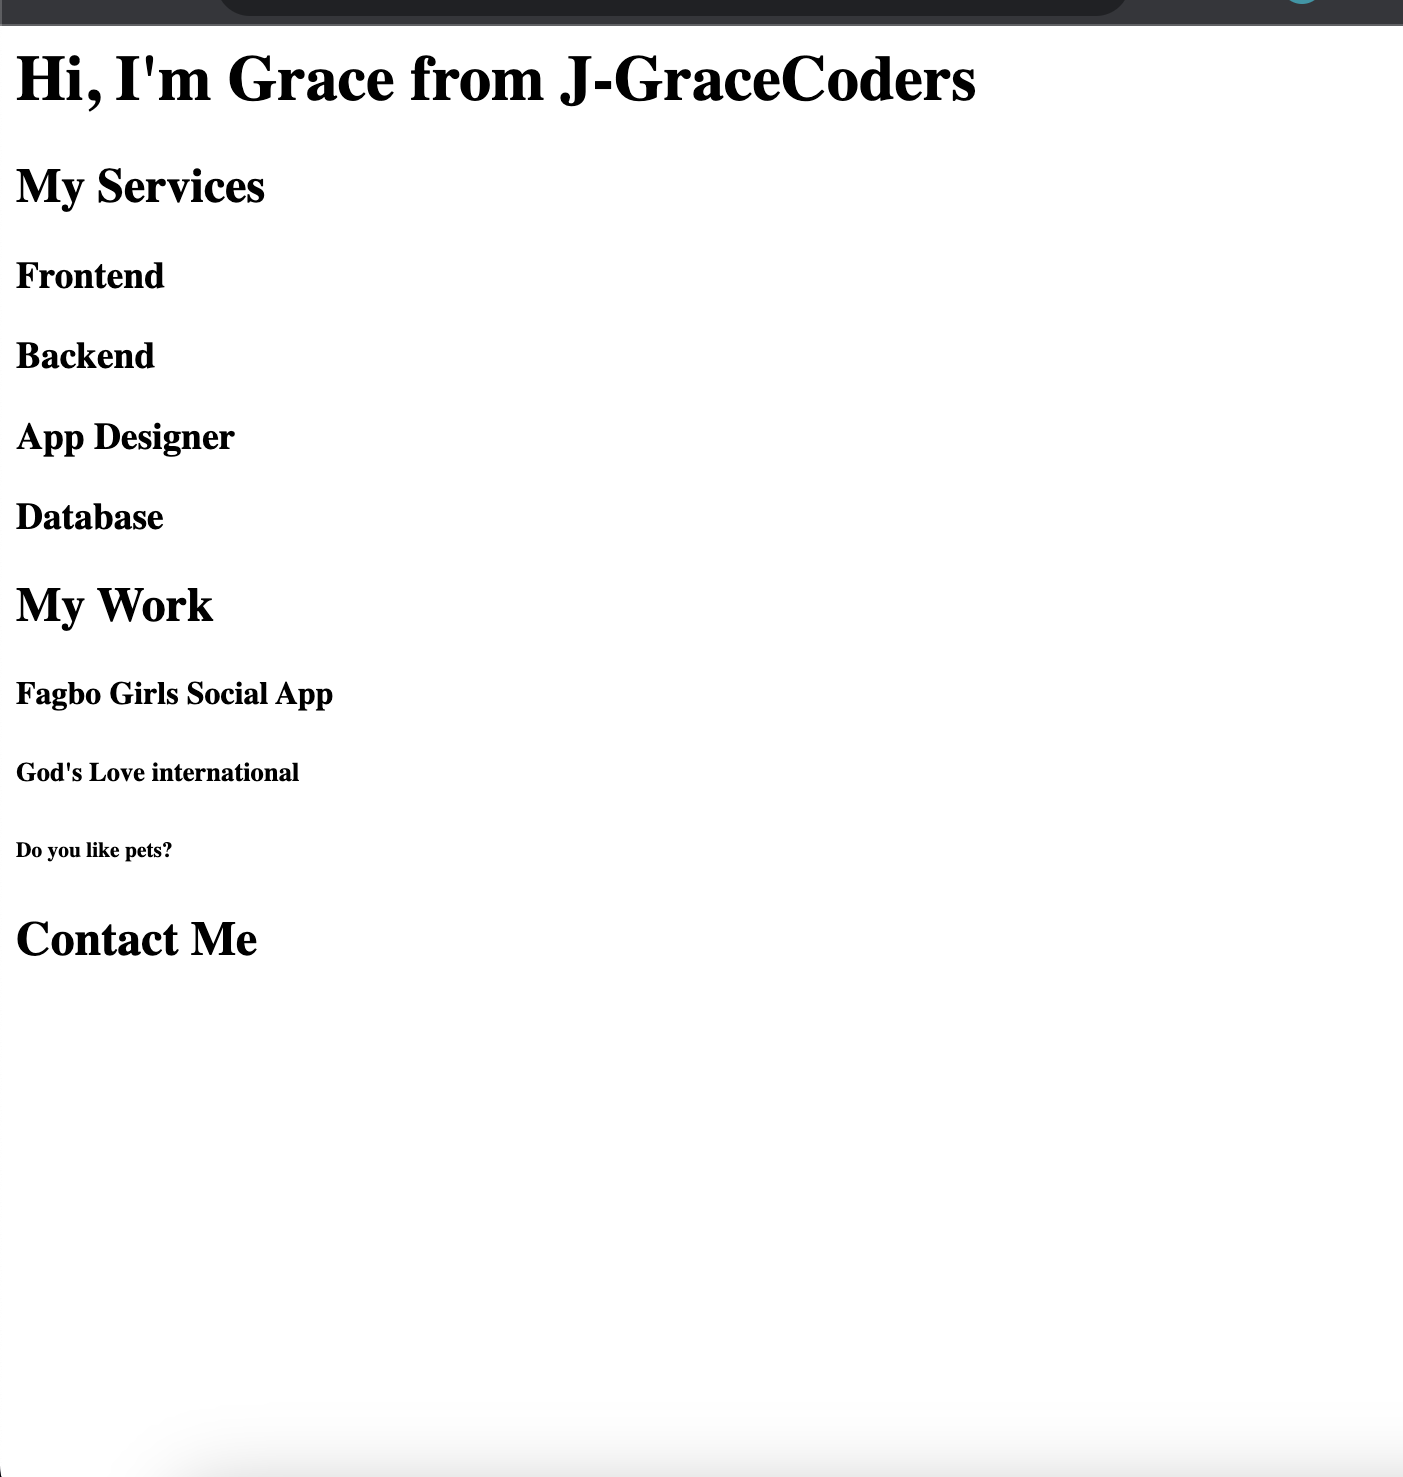 Hi, I'm Grace from J-GraceCoders
My Services
Frontend
Backend
App Designer
Database
My Work
Fagbo Girls Social App
God's Love international
Do you like pets?
Contact Me